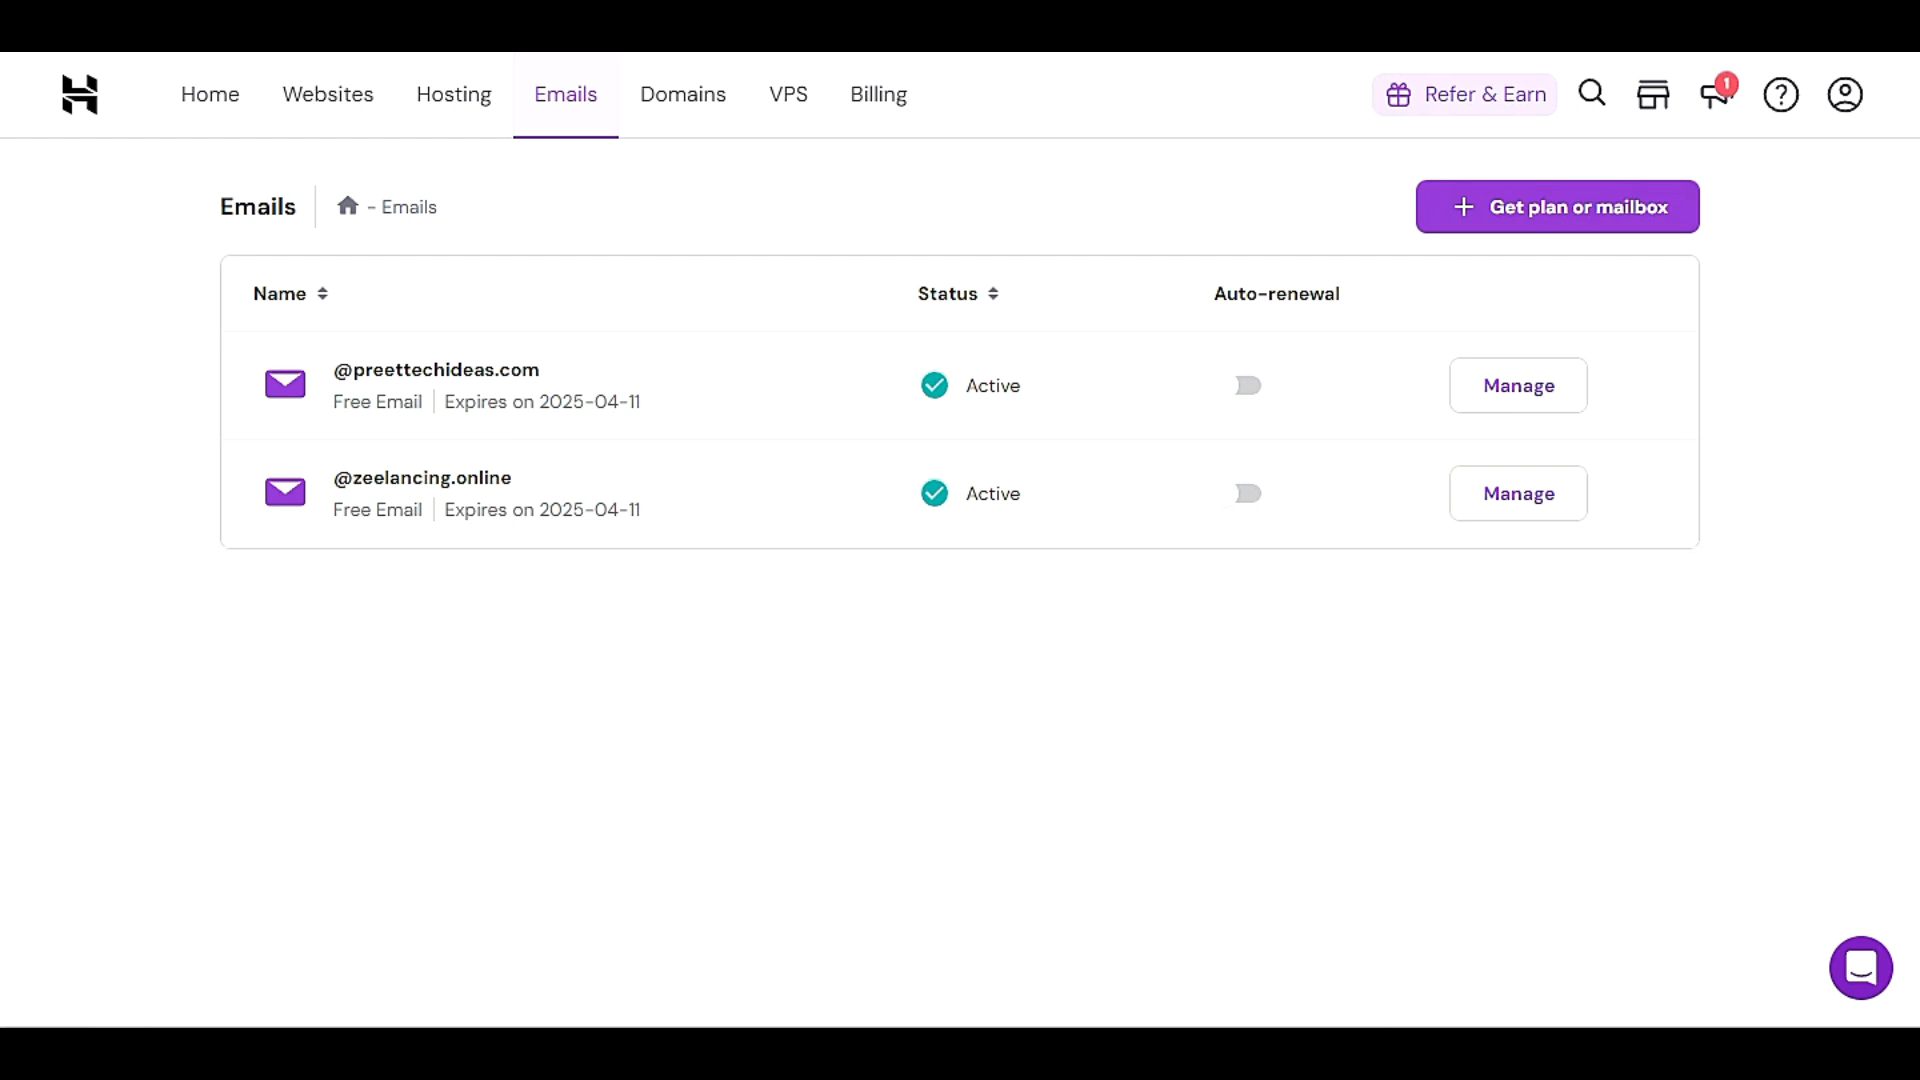 Home Websites Hosting Emails Domains VPS Billing Refer & Earn 1
Emails - Emails Get plan or mailbox
Name Status Auto-renewal
@preettechideas.com
Free Email Expires on 2025-04-11 Active Manage
@zeelancing.online
Free Email Expires on 2025-04-11 Active Manage